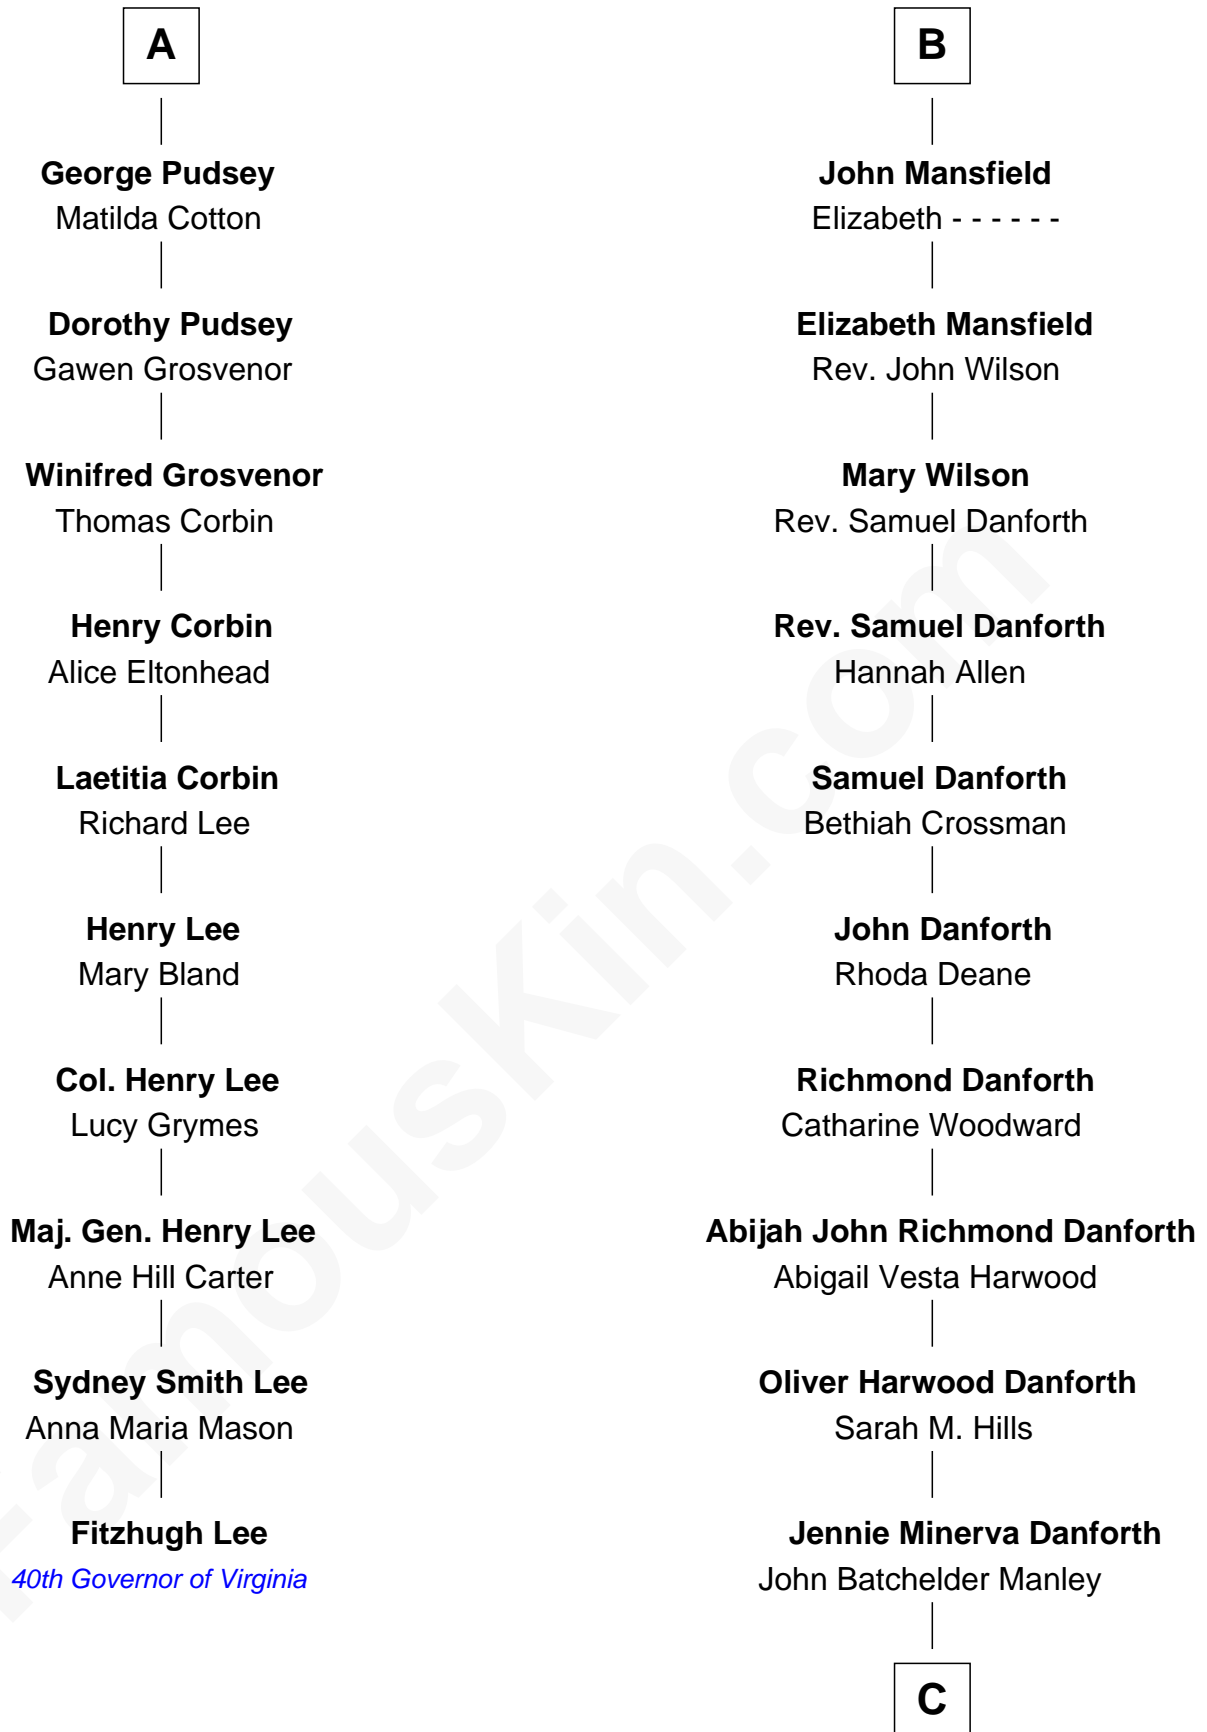 A
George Pudsey
Matilda Cotton
Dorothy Pudsey
Gawen Grosvenor
Winifred Grosvenor
Thomas Corbin
Henry Corbin
Alice Eltonhead
Laetitia Corbin
Richard Lee
Henry Lee
Mary Bland
Col. Henry Lee
Lucy Grymes
Maj. Gen. Henry Lee
Anne Hill Carter
Sydney Smith Lee
Anna Maria Mason
Fitzhugh Lee
40th Governor of Virginia
B
John Mansfield
Elizabeth - - - - - -
Elizabeth Mansfield
Rev. John Wilson
Mary Wilson
Rev. Samuel Danforth
Rev. Samuel Danforth
Hannah Allen
Samuel Danforth
Bethiah Crossman
John Danforth
Rhoda Deane
Richmond Danforth
Catharine Woodward
Abijah John Richmond Danforth
Abigail Vesta Harwood
Oliver Harwood Danforth
Sarah M. Hills
Jennie Minerva Danforth
John Batchelder Manley
C
FamousKin.com